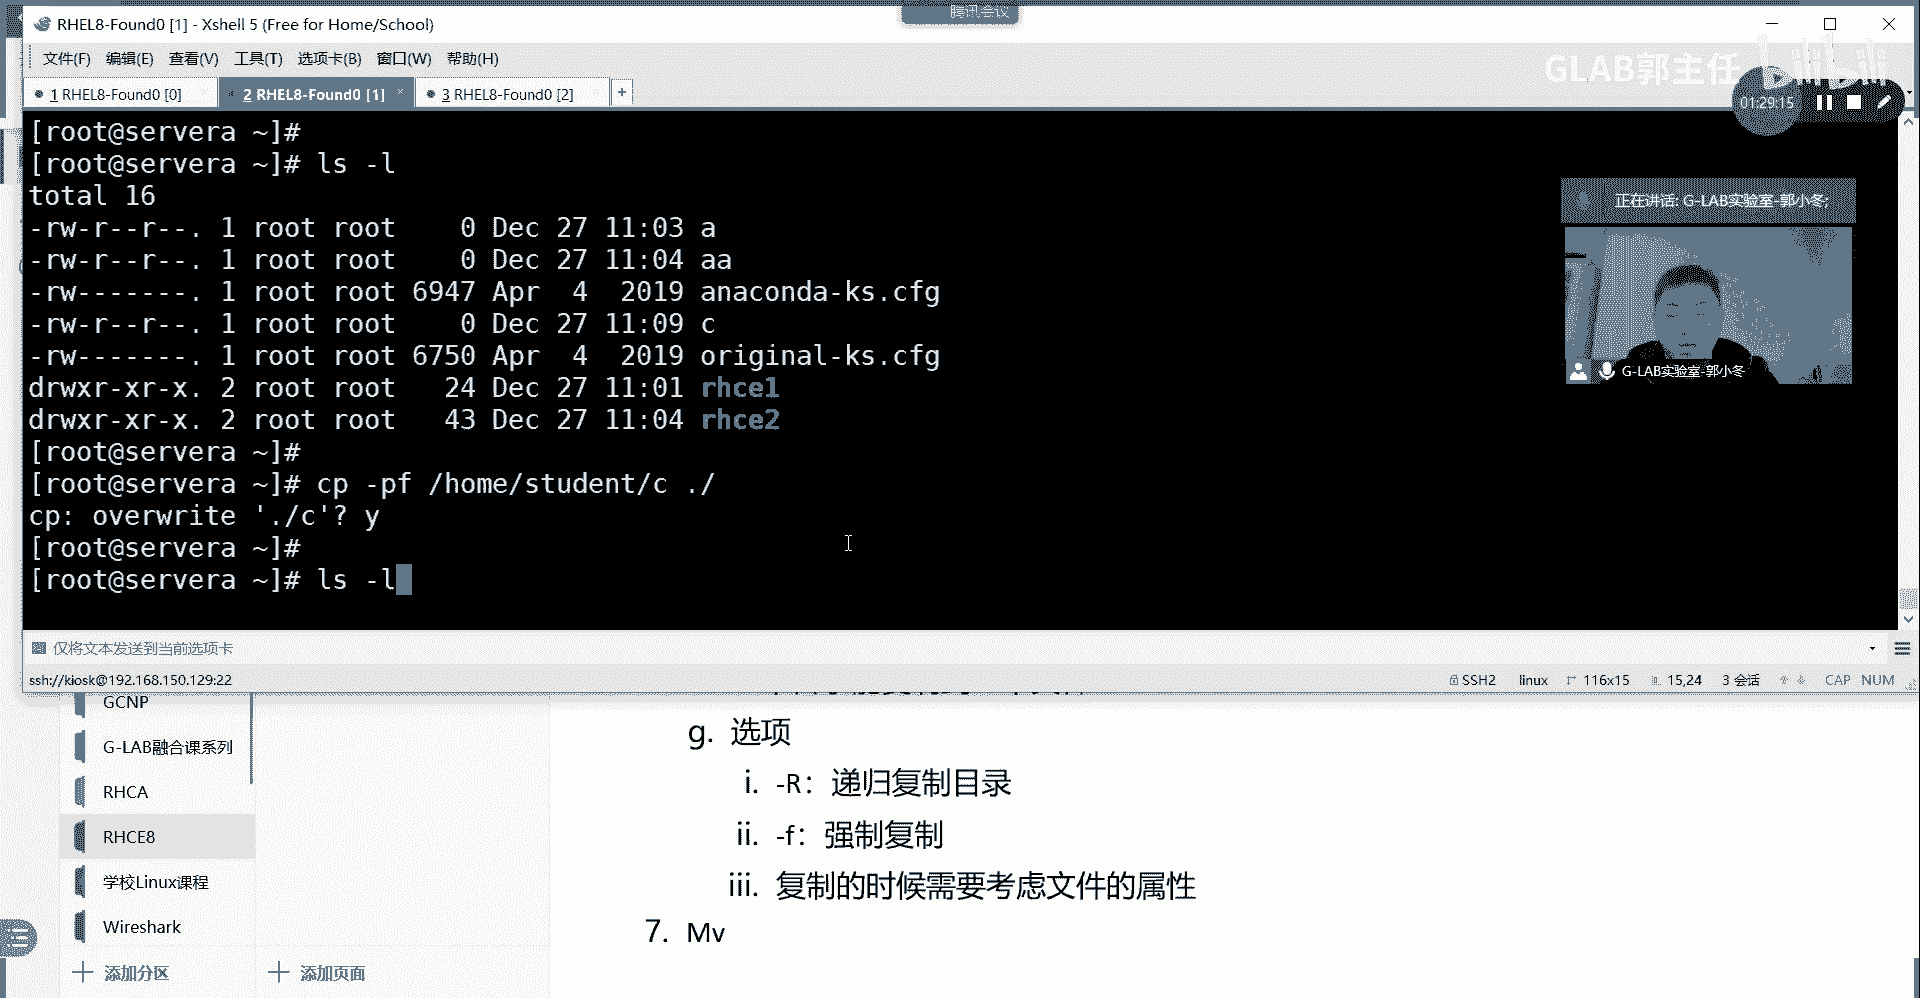 腾讯会议
RHEL8-Found0 [1] - Xshell 5 (Free for Home/School)
文件(F) 编辑(E) 查看(V) 工具(T) 选项卡(B) 窗口(W) 帮助(H)
GLAB郭主任 bilibili
1 RHEL8-Found0 [0] 2 RHEL8-Found0 [1] × 3 RHEL8-Found0 [2] +
01:29:15
[root@servera ~]#
[root@servera ~]# ls -l
total 16
-rw-r--r--. 1 root root    0 Dec 27 11:03 a
-rw-r--r--. 1 root root    0 Dec 27 11:04 aa
-rw-------. 1 root root 6947 Apr  4  2019 anaconda-ks.cfg
-rw-r--r--. 1 root root    0 Dec 27 11:09 c
-rw-------. 1 root root 6750 Apr  4  2019 original-ks.cfg
drwxr-xr-x. 2 root root   24 Dec 27 11:01 rhce1
drwxr-xr-x. 2 root root   43 Dec 27 11:04 rhce2
[root@servera ~]#
[root@servera ~]# cp -pf /home/student/c ./
cp: overwrite './c'? y
[root@servera ~]#
[root@servera ~]# ls -l
正在讲话: G-LAB实验室-郭小冬;
G-LAB实验室-郭小冬
仅将文本发送到当前选项卡
ssh://kiosk@192.168.150.129:22 SSH2 linux 116x15 15,24 3 会话 CAP NUM
GCNP
G-LAB融合课系列
RHCA
RHCE8
学校Linux课程
Wireshark
添加分区
添加页面
g. 选项
i. -R：递归复制目录
ii. -f：强制复制
iii. 复制的时候需要考虑文件的属性
7. Mv